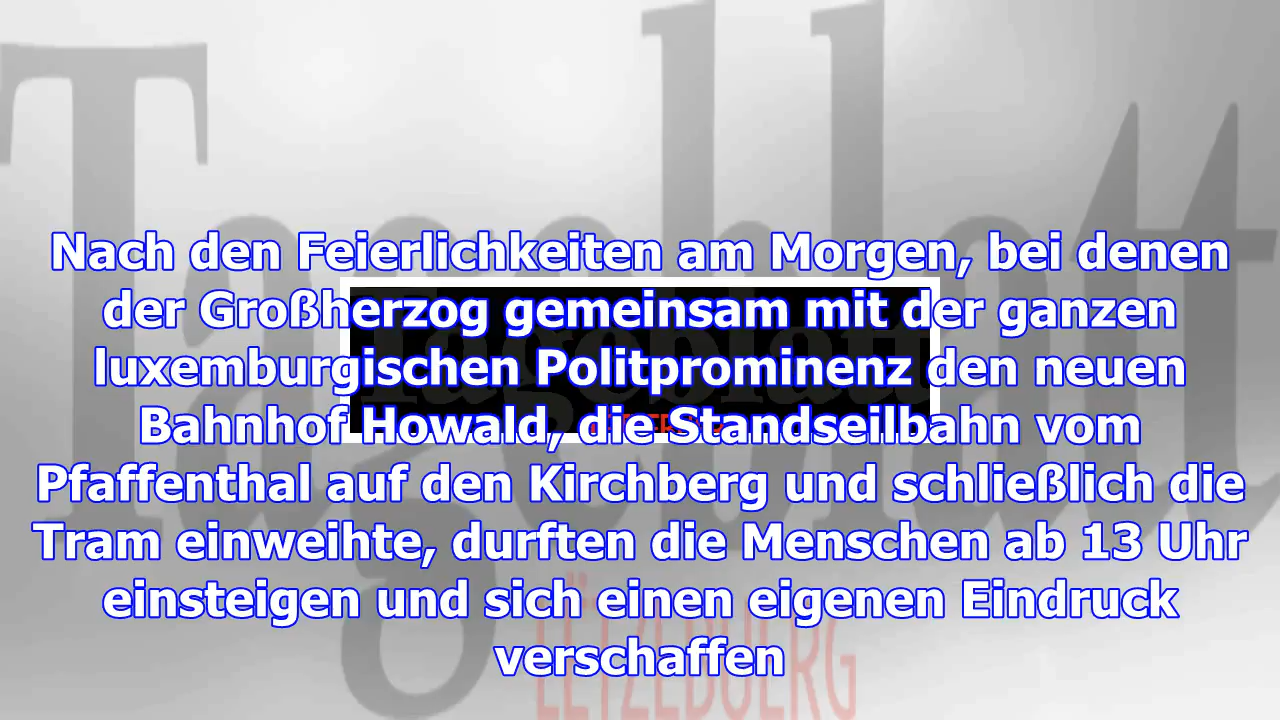 Tageblatt
LËTZEBUERG
Nach den Feierlichkeiten am Morgen, bei denen
der Großherzog gemeinsam mit der ganzen
luxemburgischen Politprominenz den neuen
Bahnhof Howald, die Standseilbahn vom
Pfaffenthal auf den Kirchberg und schließlich die
Tram einweihte, durften die Menschen ab 13 Uhr
einsteigen und sich einen eigenen Eindruck
verschaffen